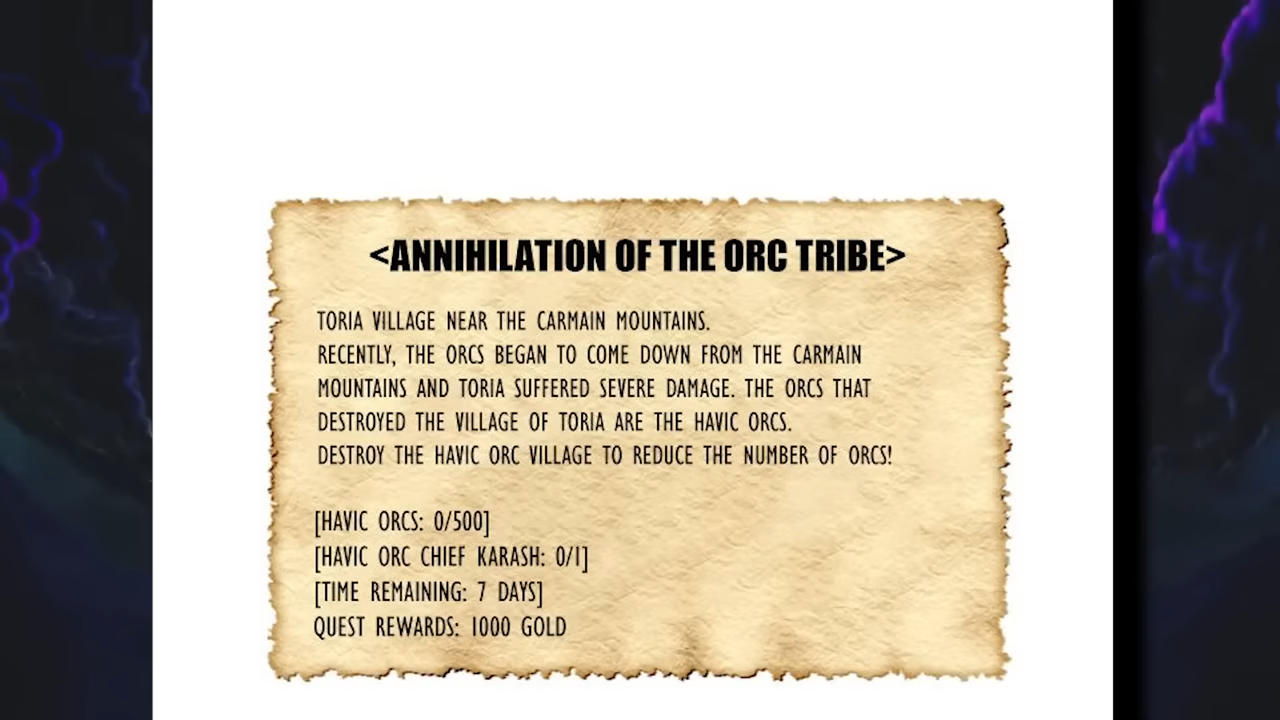 <ANNIHILATION OF THE ORC TRIBE>
TORIA VILLAGE NEAR THE CARMAIN MOUNTAINS.
RECENTLY, THE ORCS BEGAN TO COME DOWN FROM THE CARMAIN
MOUNTAINS AND TORIA SUFFERED SEVERE DAMAGE. THE ORCS THAT
DESTROYED THE VILLAGE OF TORIA ARE THE HAVIC ORCS.
DESTROY THE HAVIC ORC VILLAGE TO REDUCE THE NUMBER OF ORCS!
[HAVIC ORCS: 0/500]
[HAVIC ORC CHIEF KARASH: 0/1]
[TIME REMAINING: 7 DAYS]
QUEST REWARDS: 1000 GOLD